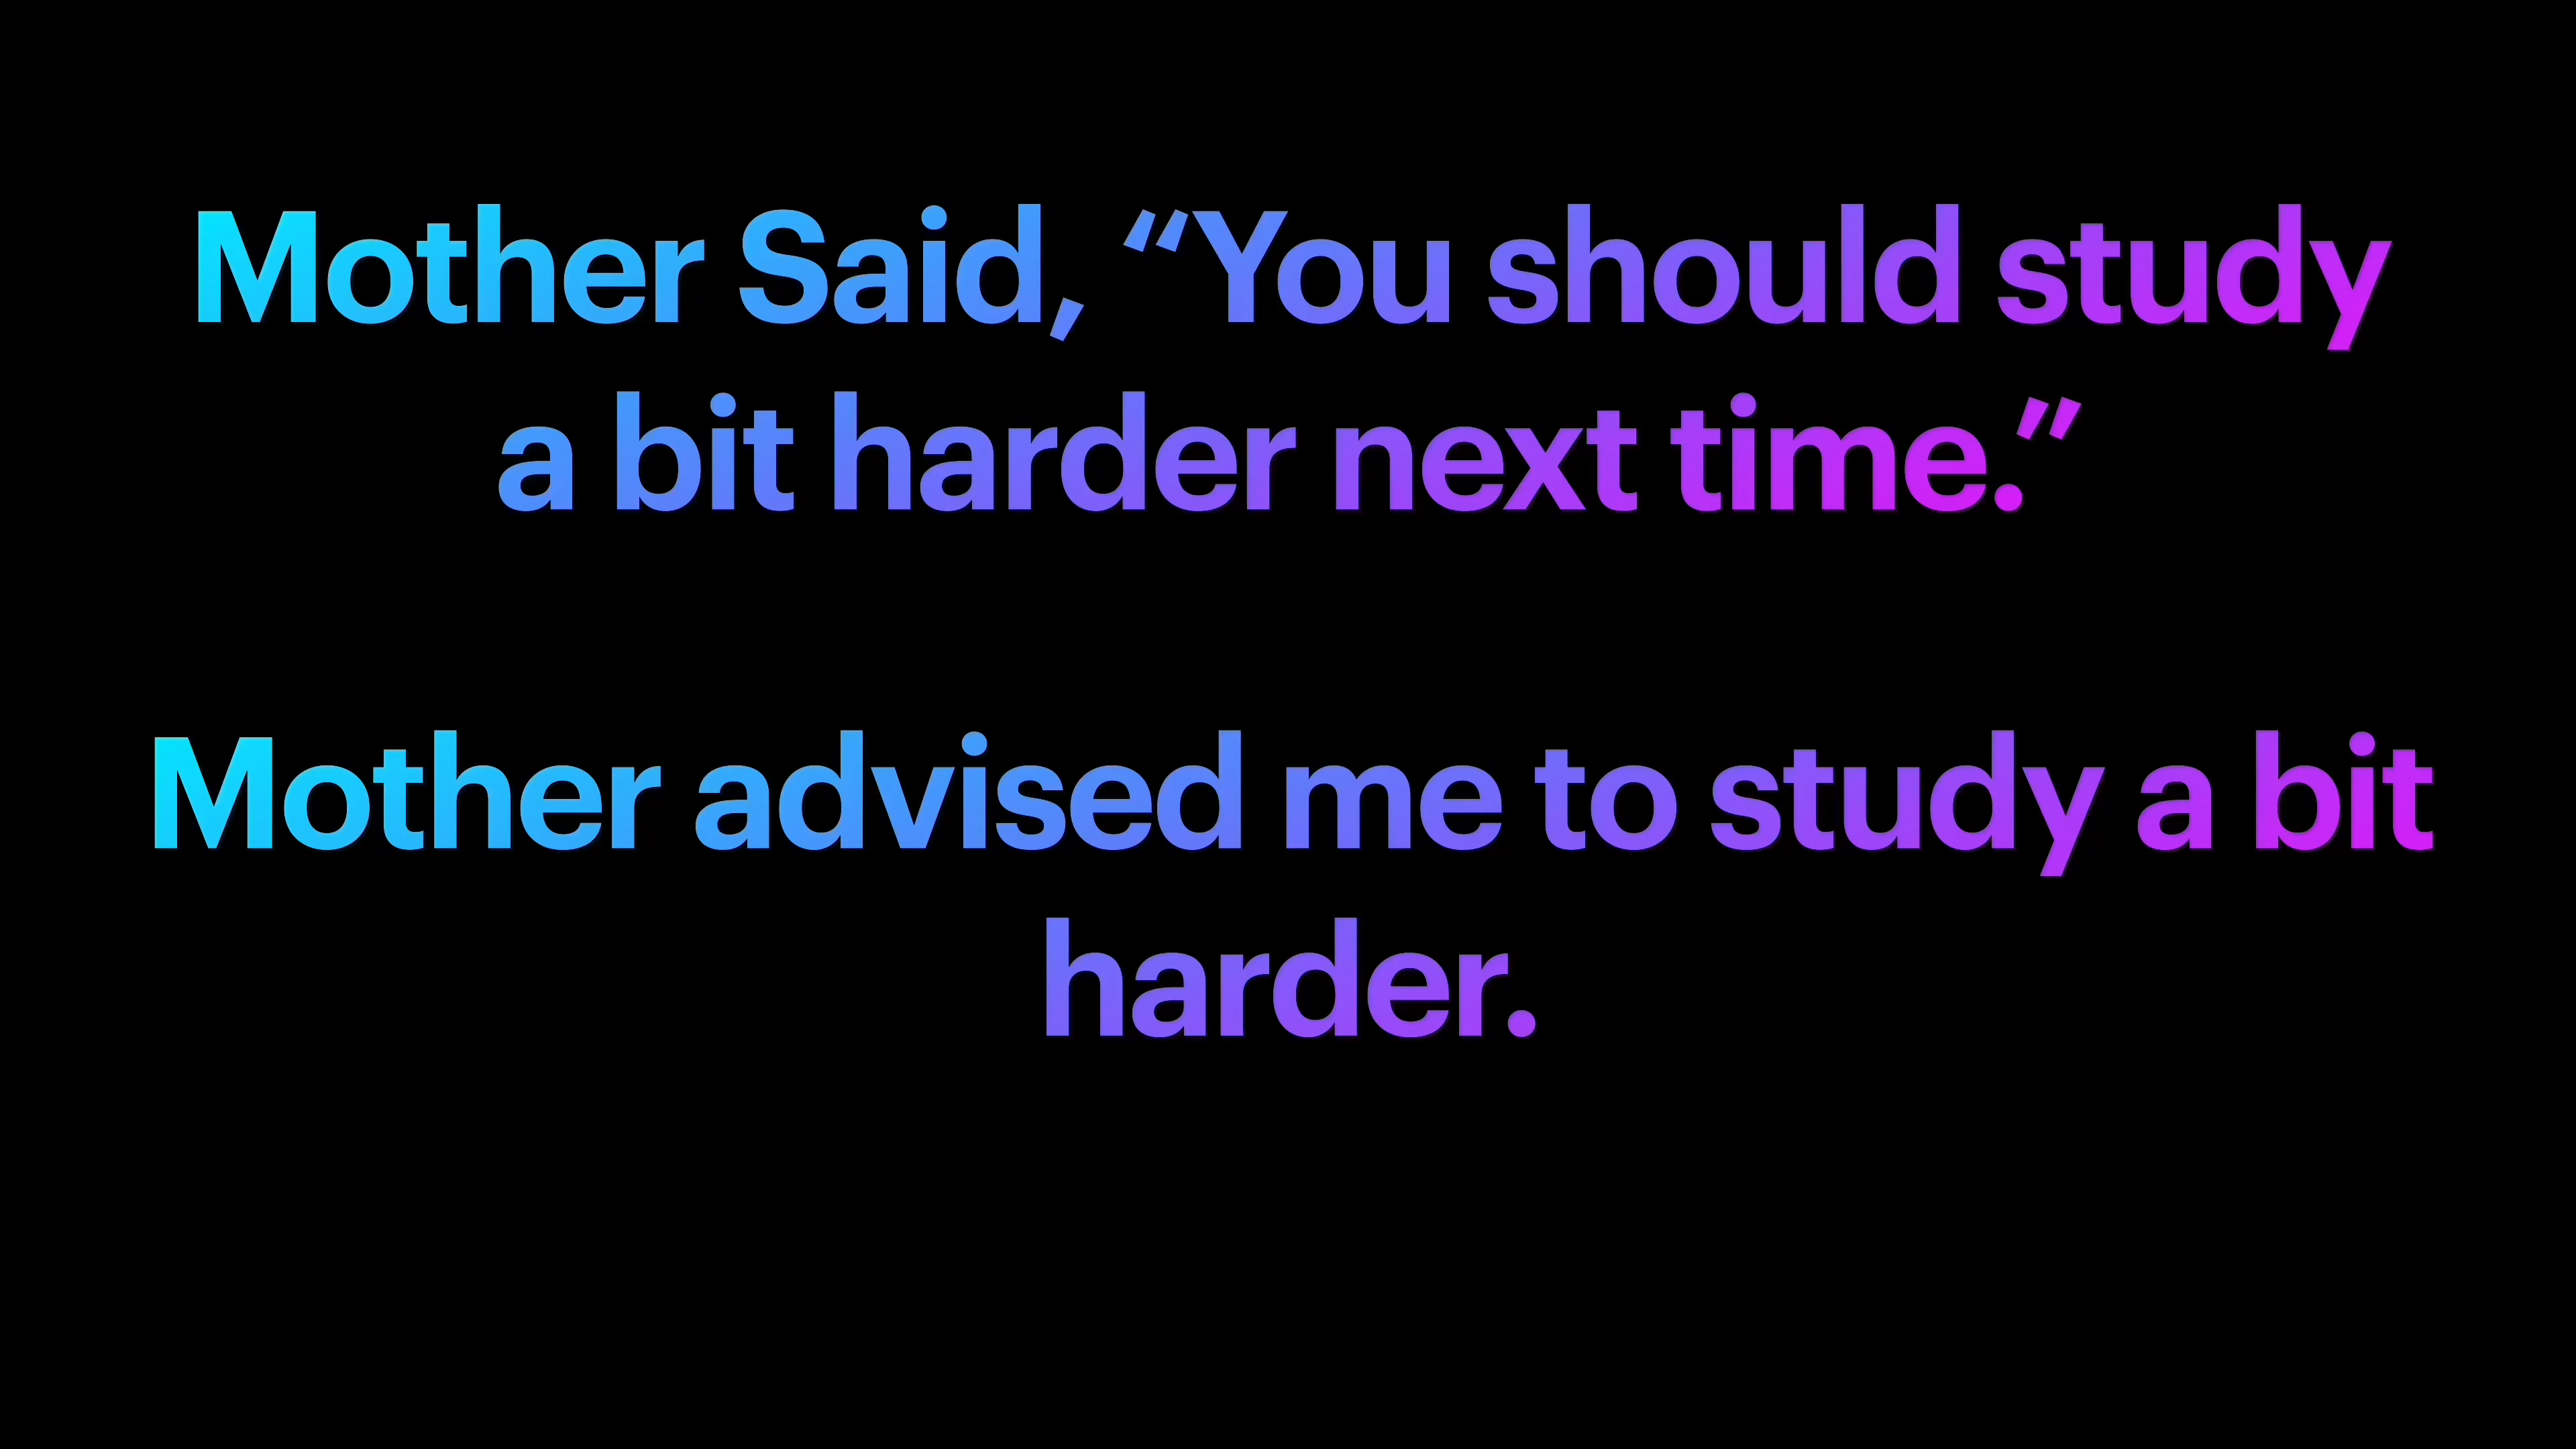 Mother Said, “You should study
a bit harder next time.”
Mother advised me to study a bit
harder.